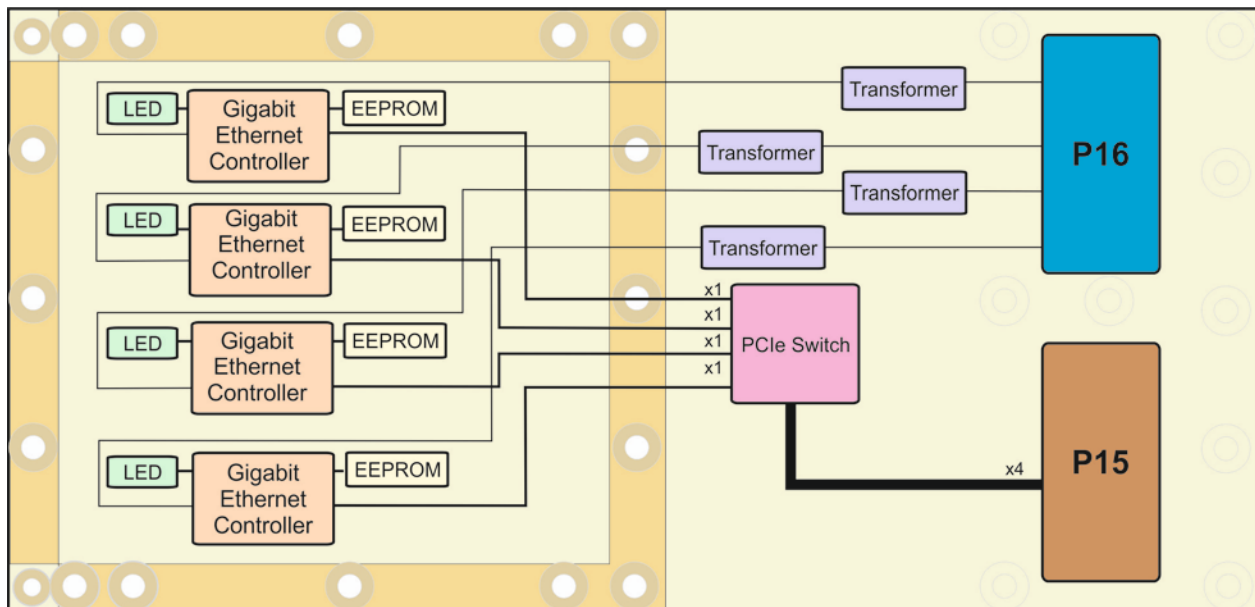 Transformer
LED
Gigabit
Ethernet
Controller
EEPROM
P16
Transformer
Transformer
LED
Gigabit
Ethernet
Controller
EEPROM
Transformer
x1
x1
x1
x1
PCIe Switch
LED
Gigabit
Ethernet
Controller
EEPROM
P15
x4
LED
Gigabit
Ethernet
Controller
EEPROM